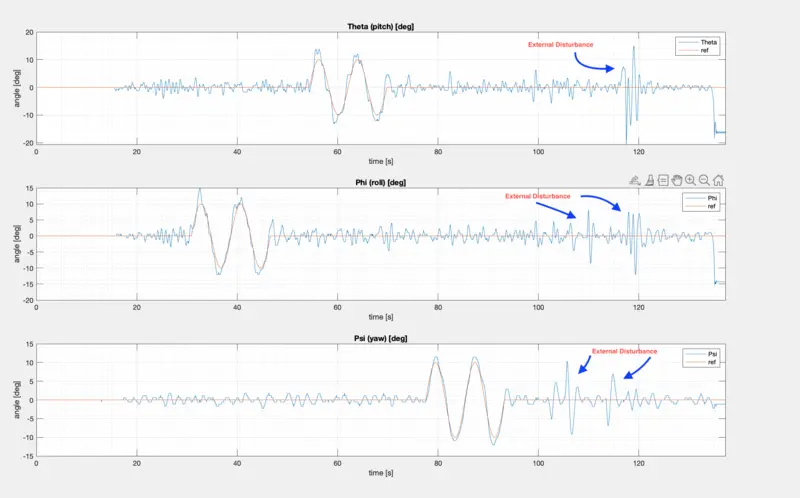 Theta (pitch) [deg]
20
10
0
-10
-20
angle [deg]
External Disturbance
Theta
ref
0
20
40
60
80
100
120
time [s]
Phi (roll) [deg]
15
10
5
0
-5
-10
-15
-20
angle [deg]
External Disturbance
Phi
ref
0
20
40
60
80
100
120
time [s]
Psi (yaw) [deg]
15
10
5
0
-5
-10
-15
angle [deg]
External Disturbance
Psi
ref
0
20
40
60
80
100
120
time [s]